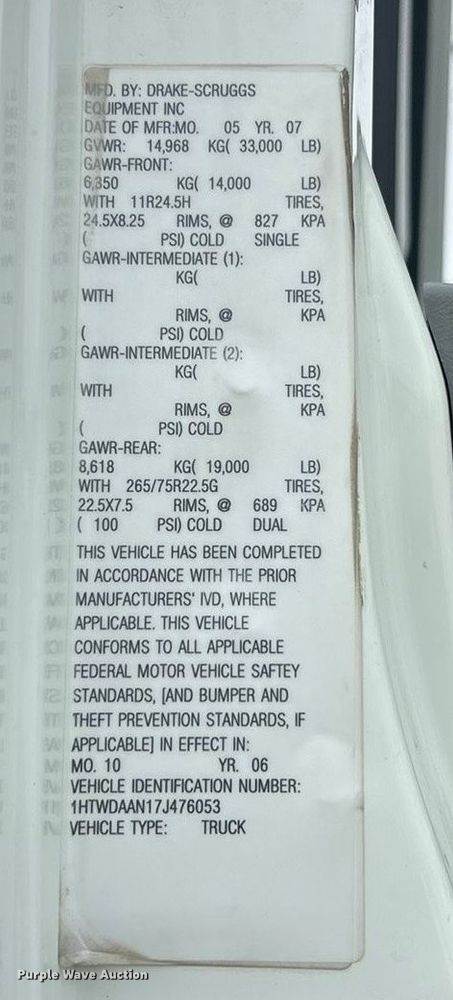 MFD. BY: DRAKE-SCRUGGS
EQUIPMENT INC
DATE OF MFR:MO. 05 YR. 07
GVWR: 14,968 KG( 33,000 LB)
GAWR-FRONT:
6,350 KG( 14,000 LB)
WITH 11R24.5H TIRES,
24.5X8.25 RIMS, @ 827 KPA
( PSI) COLD SINGLE
GAWR-INTERMEDIATE (1):
KG( LB)
WITH TIRES,
RIMS, @ KPA
( PSI) COLD
GAWR-INTERMEDIATE (2):
KG( LB)
WITH TIRES,
RIMS, @ KPA
( PSI) COLD
GAWR-REAR:
8,618 KG( 19,000 LB)
WITH 265/75R22.5G TIRES,
22.5X7.5 RIMS, @ 689 KPA
( 100 PSI) COLD DUAL
THIS VEHICLE HAS BEEN COMPLETED
IN ACCORDANCE WITH THE PRIOR
MANUFACTURERS' IVD, WHERE
APPLICABLE. THIS VEHICLE
CONFORMS TO ALL APPLICABLE
FEDERAL MOTOR VEHICLE SAFTEY
STANDARDS, [AND BUMPER AND
THEFT PREVENTION STANDARDS, IF
APPLICABLE] IN EFFECT IN:
MO. 10 YR. 06
VEHICLE IDENTIFICATION NUMBER:
1HTWDAAN17J476053
VEHICLE TYPE: TRUCK
Purple Wave Auction